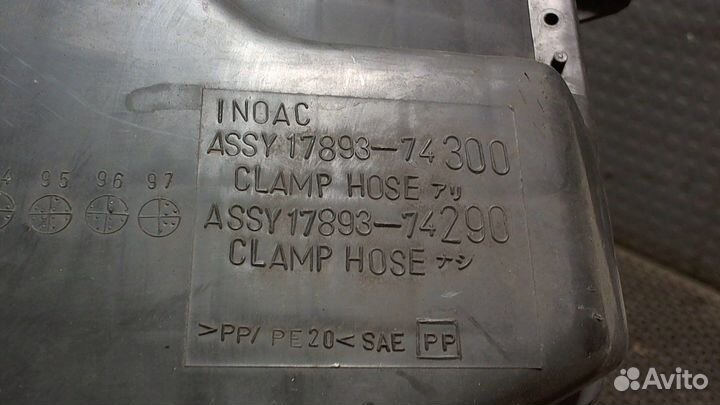 INOAC
ASSY 17893-74300
CLAMP HOSE アリ
ASSY 17893-74290
CLAMP HOSE ナシ
95 96 97
>PP/PE20< SAE PP
Avito